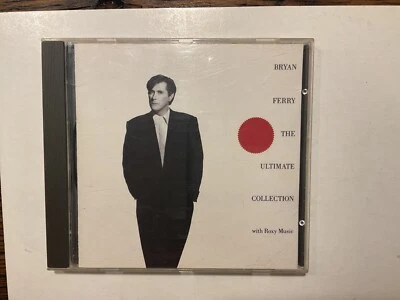 BRYAN
FERRY
THE
ULTIMATE
COLLECTION
with Roxy Music